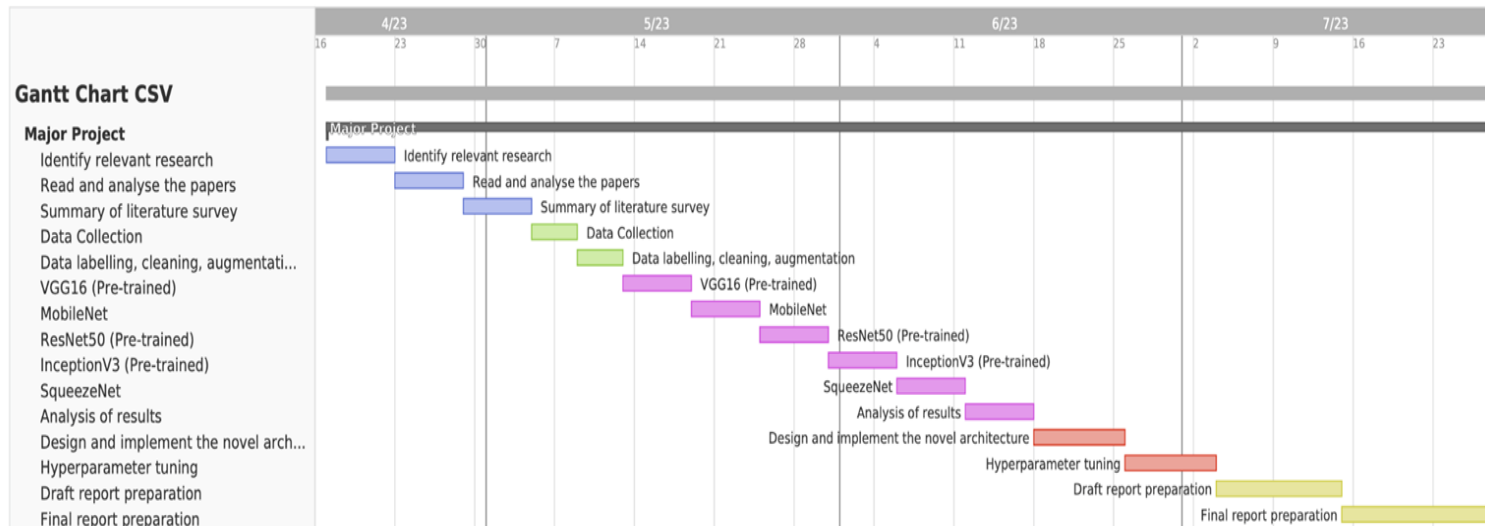 4/23 5/23 6/23 7/23
16 23 30 7 14 21 28 4 11 18 25 2 9 16 23
Gantt Chart CSV
Major Project Major Project
Identify relevant research Identify relevant research
Read and analyse the papers Read and analyse the papers
Summary of literature survey Summary of literature survey
Data Collection Data Collection
Data labelling, cleaning, augmentati... Data labelling, cleaning, augmentation
VGG16 (Pre-trained) VGG16 (Pre-trained)
MobileNet MobileNet
ResNet50 (Pre-trained) ResNet50 (Pre-trained)
InceptionV3 (Pre-trained) InceptionV3 (Pre-trained)
SqueezeNet SqueezeNet
Analysis of results Analysis of results
Design and implement the novel arch... Design and implement the novel architecture
Hyperparameter tuning Hyperparameter tuning
Draft report preparation Draft report preparation
Final report preparation Final report preparation